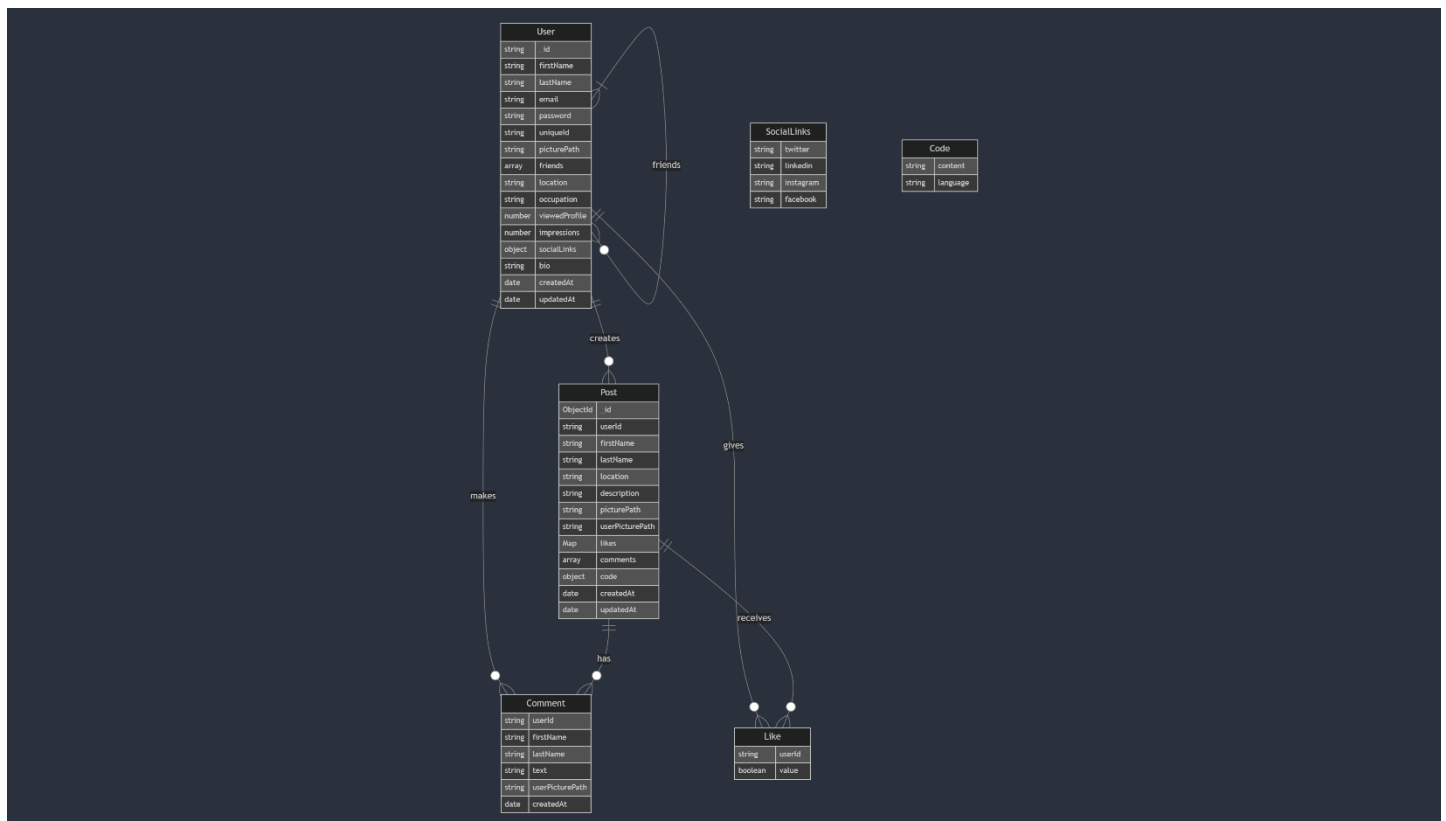 User
string _id
string firstName
string lastName
string email
string password
string uniqueId
string picturePath
array friends
string location
string occupation
number viewedProfile
number impressions
object socialLinks
string bio
date createdAt
date updatedAt
friends
SocialLinks
string twitter
string linkedin
string instagram
string facebook
Code
string content
string language
creates
Post
ObjectId _id
string userId
string firstName
string lastName
string location
string description
string picturePath
string userPicturePath
Map likes
array comments
object code
date createdAt
date updatedAt
gives
makes
receives
has
Comment
string userId
string firstName
string lastName
string text
string userPicturePath
date createdAt
Like
string userId
boolean value